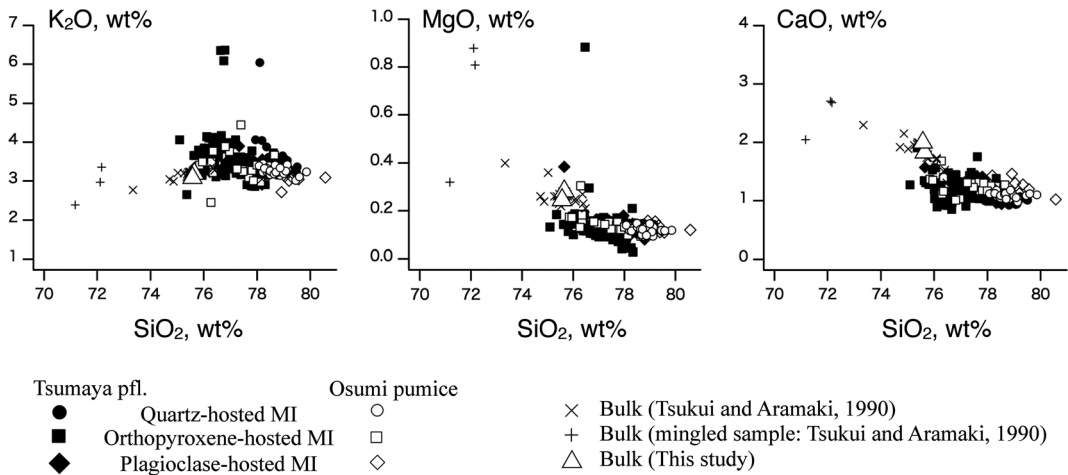 K₂O, wt%
7
6
5
4
3
2
1
70 72 74 76 78 80
SiO₂, wt%
MgO, wt%
1.0
0.8
0.6
0.4
0.2
0.0
70 72 74 76 78 80
SiO₂, wt%
CaO, wt%
4
3
2
1
0
70 72 74 76 78 80
SiO₂, wt%
Tsumaya pfl. Osumi pumice
Quartz-hosted MI
Orthopyroxene-hosted MI
Plagioclase-hosted MI
Bulk (Tsukui and Aramaki, 1990)
Bulk (mingled sample: Tsukui and Aramaki, 1990)
Bulk (This study)